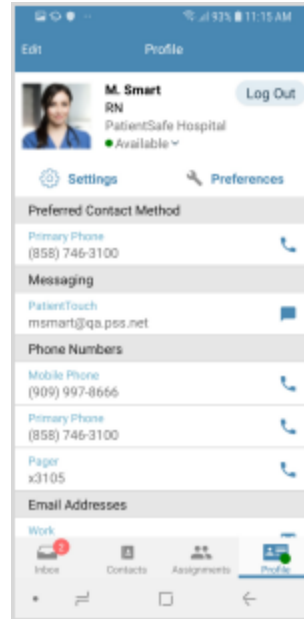 93% 11:15 AM
Edit
Profile
M. Smart
RN
PatientSafe Hospital
Available
Log Out
Settings
Preferences
Preferred Contact Method
Primary Phone
(858) 746-3100
Messaging
PatientTouch
msmart@qa.pss.net
Phone Numbers
Mobile Phone
(909) 997-8666
Primary Phone
(858) 746-3100
Pager
x3105
Email Addresses
Work
2
Inbox
Contacts
Assignments
Profile